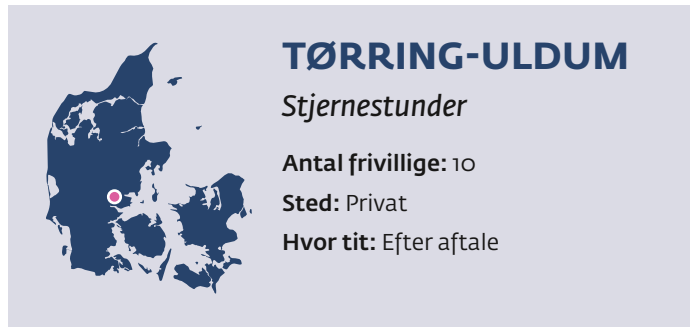 TØRRING-ULDUM
Stjernestunder
Antal frivillige: 10
Sted: Privat
Hvor tit: Efter aftale